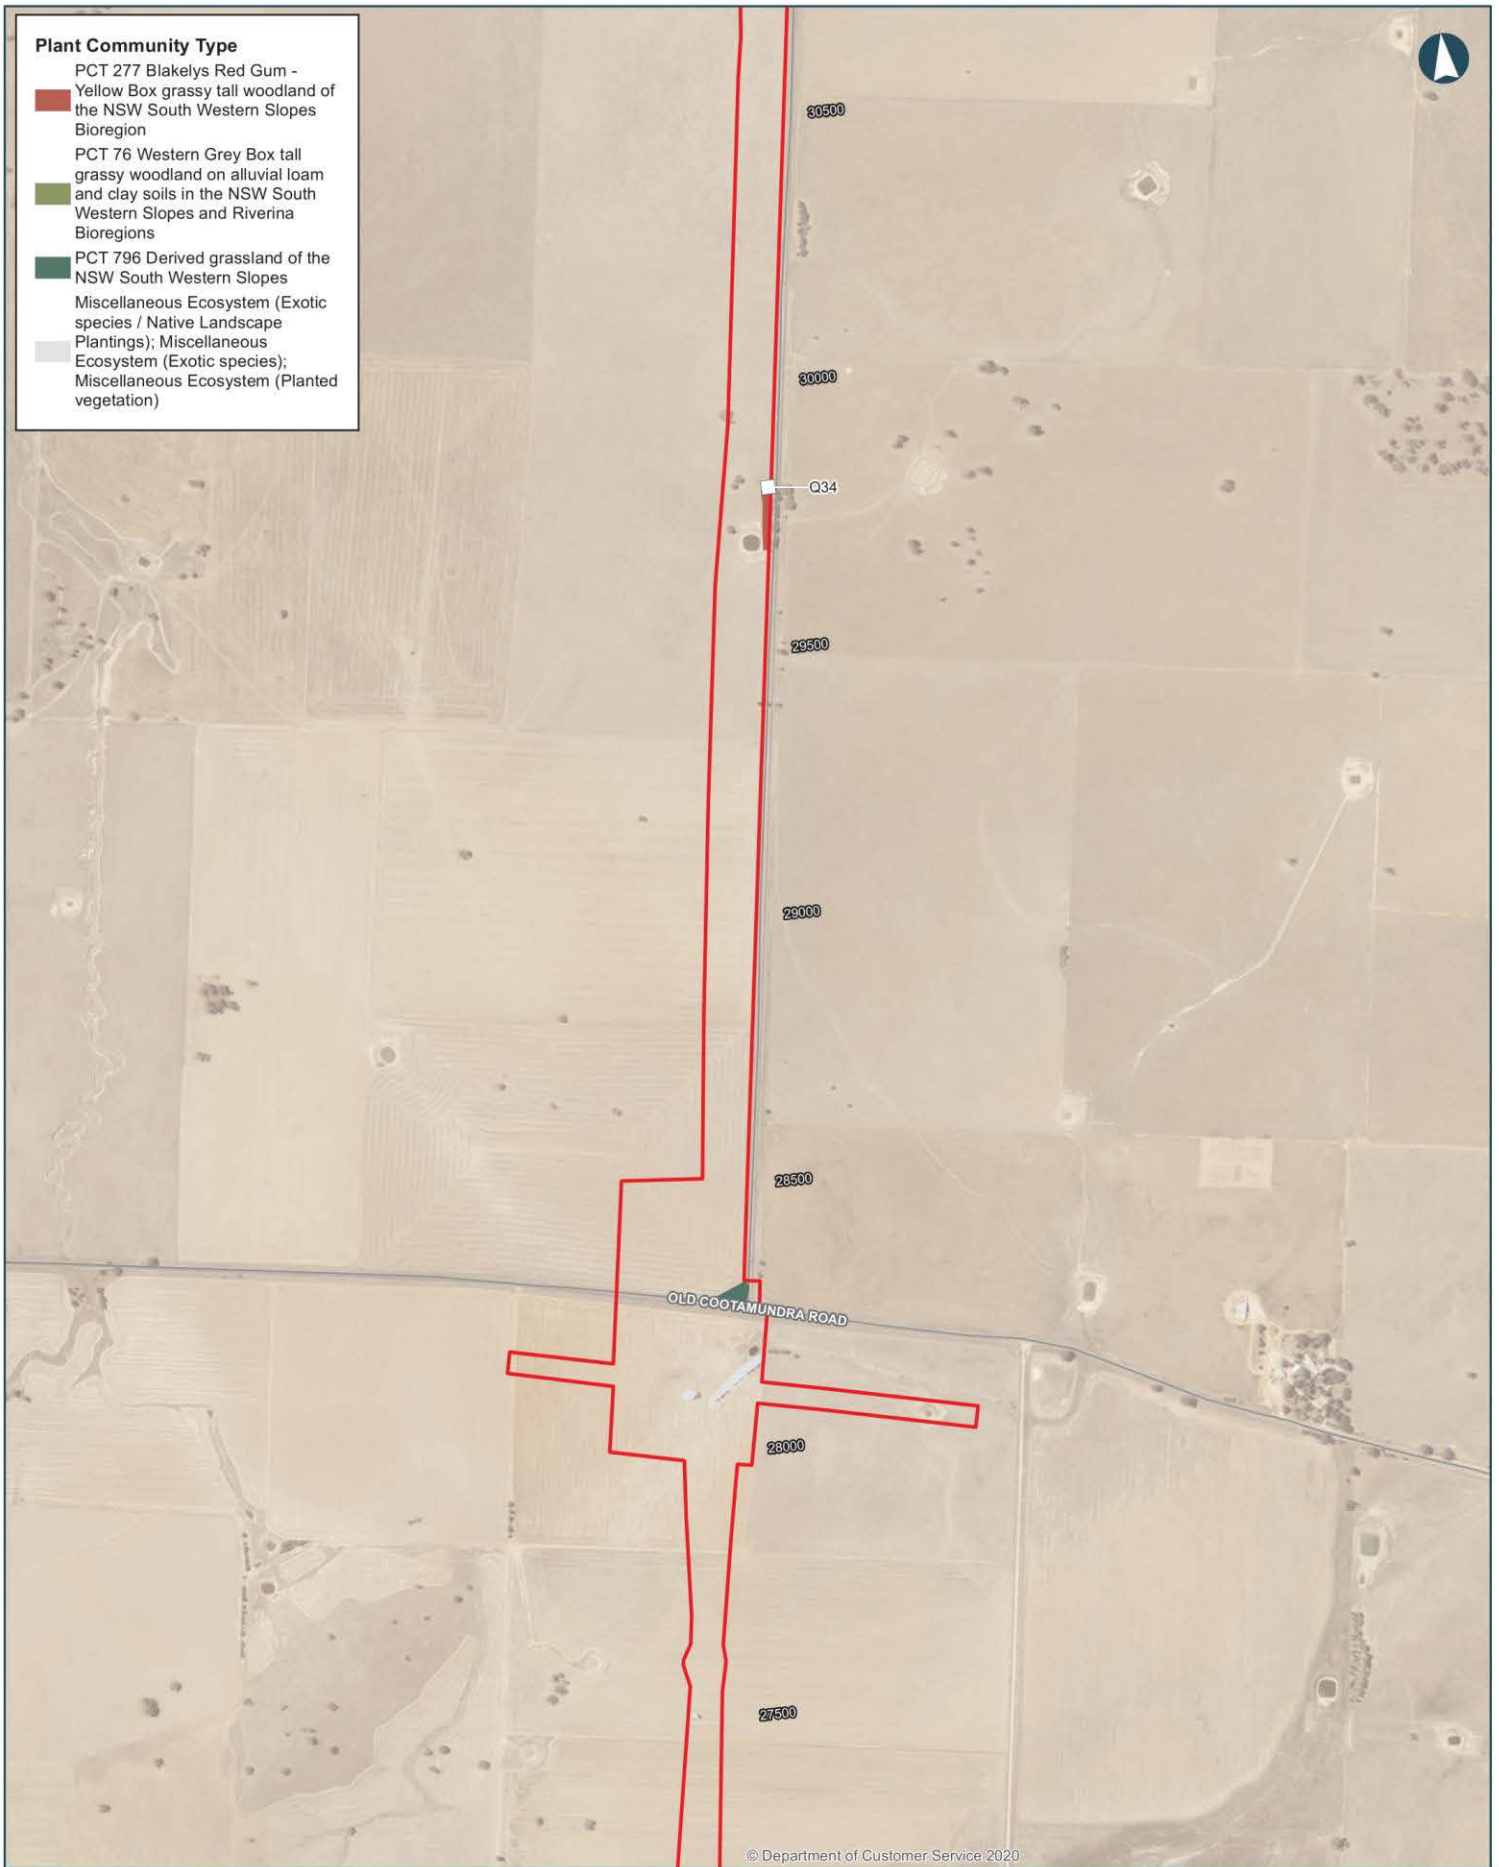 Plant Community Type
PCT 277 Blakelys Red Gum -
Yellow Box grassy tall woodland of
the NSW South Western Slopes
Bioregion
PCT 76 Western Grey Box tall
grassy woodland on alluvial loam
and clay soils in the NSW South
Western Slopes and Riverina
Bioregions
PCT 796 Derived grassland of the
NSW South Western Slopes
Miscellaneous Ecosystem (Exotic
species / Native Landscape
Plantings); Miscellaneous
Ecosystem (Exotic species);
Miscellaneous Ecosystem (Planted
vegetation)
30500
30000
Q34
29500
29000
28500
OLD COOTAMUNDRA ROAD
28000
27500
© Department of Customer Service 2020